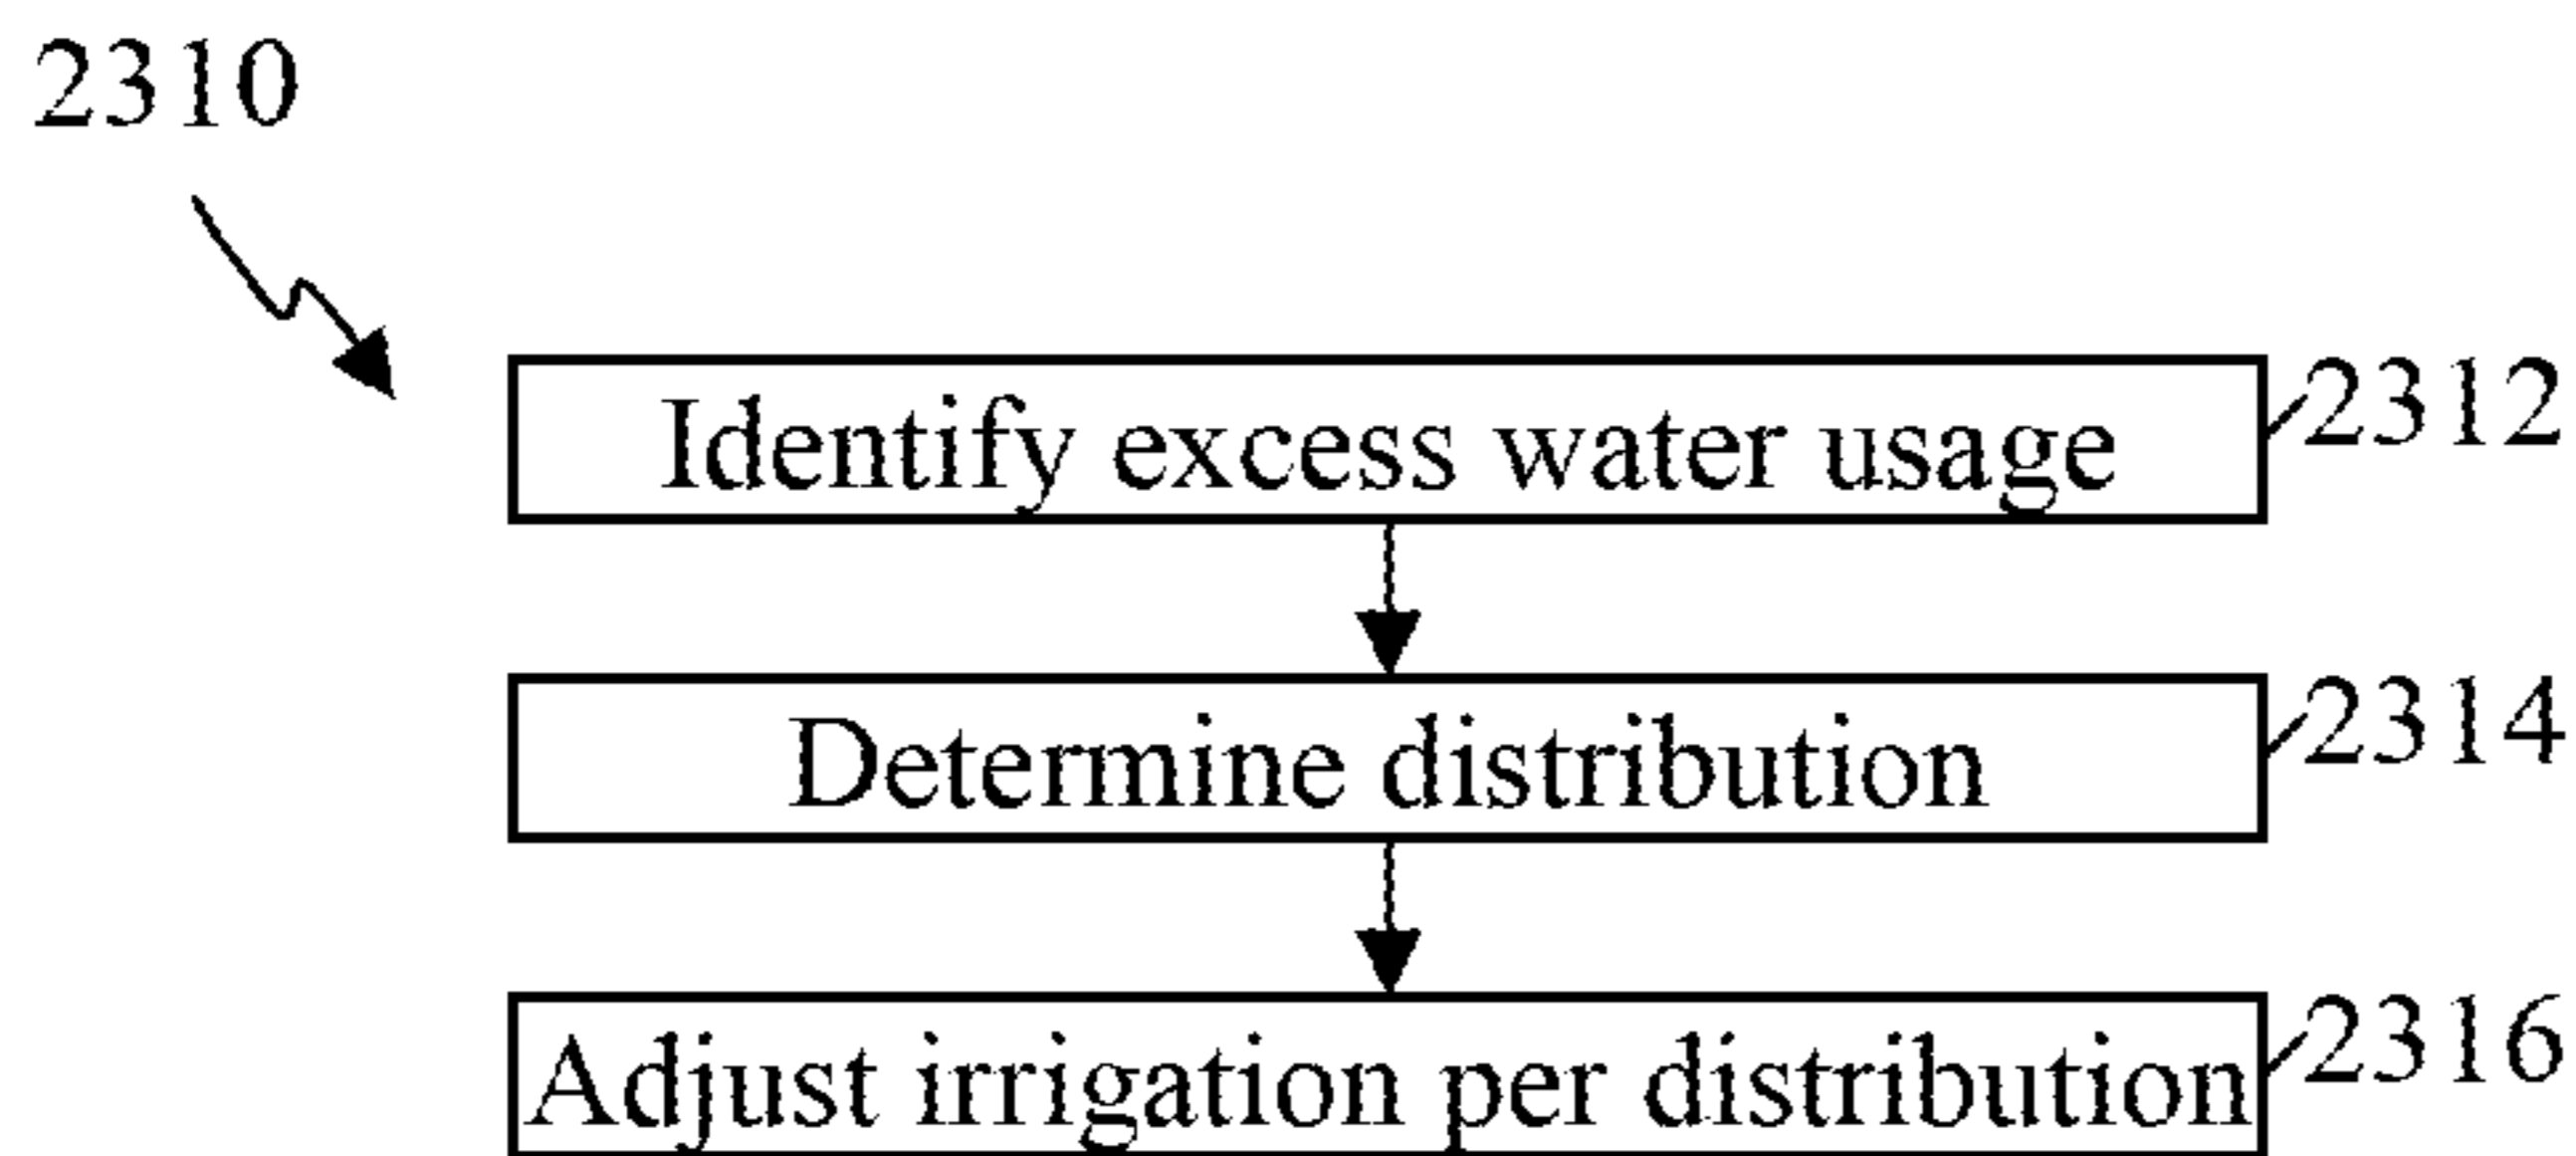 2310
Identify excess water usage 2312
Determine distribution 2314
Adjust irrigation per distribution 2316